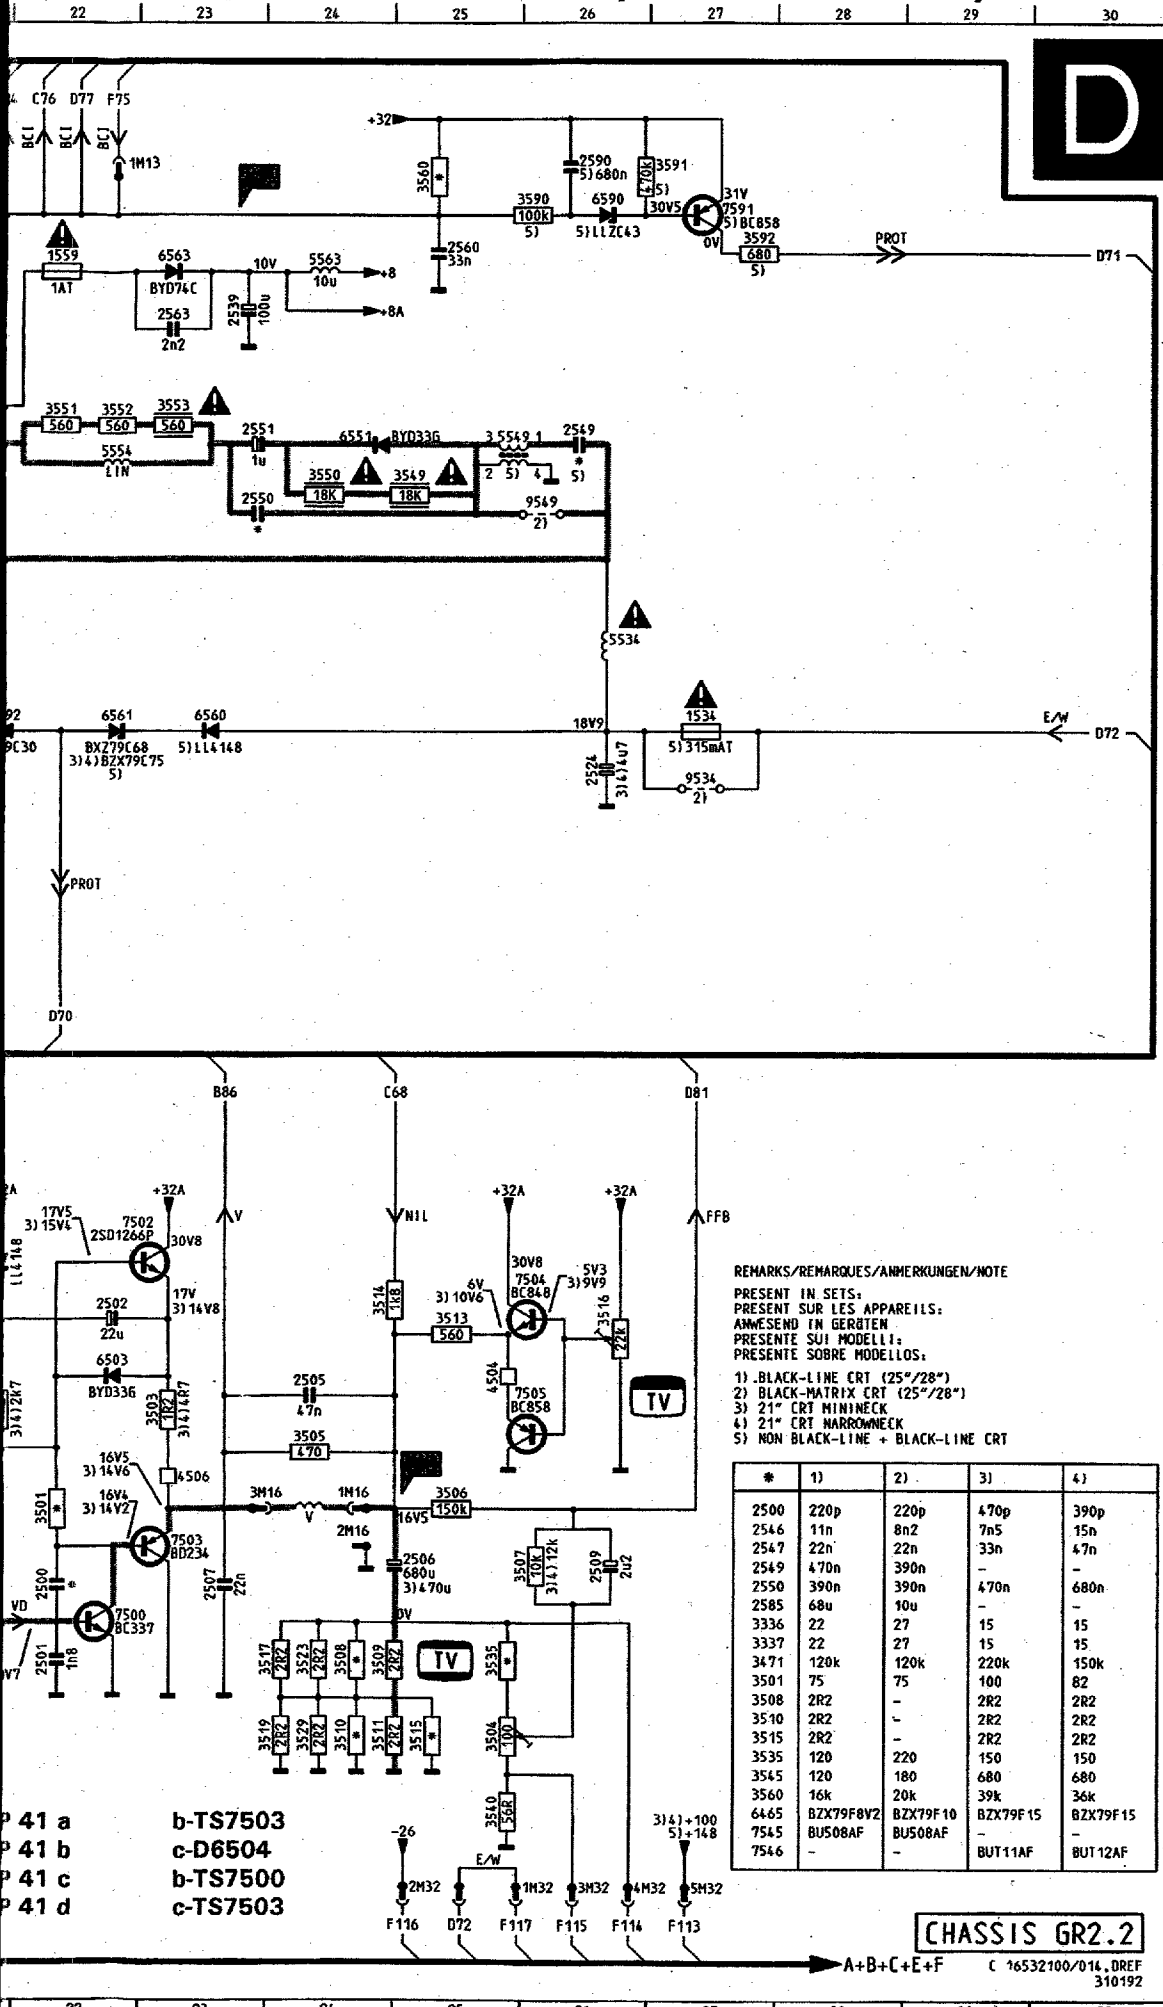 22 23 24 25 26 27 28 29 30
D
C76 D77 F75
BCI BCI BCI
1M13
+32
3560
*
2590
5)680n
3591
470k
5)
3590
100k
5)
6590
5)LLZC43
30V5
31V
7591
5)BC858
0V
3592
680
5)
PROT
D71
2560
33n
1559
1AT
6563
BYD74C
2563
2n2
10V
2539
100u
5563
10u
+8
+8A
3551
560
3552
560
3553
560
5554
LIN
2551
1u
2550
*
6551
BYD33G
3550
18K
3549
18K
3 5549 1
2 5) 4
2549
*
5)
9549
2)
5534
92
9C30
6561
BXZ79C68
3)4)BZX79C75
5)
6560
5)LL4148
18V9
2524
3)4)4u7
1534
5)315mAT
9534
2)
E/W
D72
PROT
D70
B86
C68
D81
2A
LL4148
17V5
3)15V4
7502
2SD1266P
+32A
30V8
17V
3)14V8
V
NIL
+32A
+32A
FFB
2502
22u
6503
BYD33G
3)4)2k7
3503
1R2
3)4)4R7
16V5
3)14V6
16V4
3)14V2
4506
3501
*
7503
BD234
2500
*
VD
7500
BC337
2501
1n8
V7
2507
22n
2505
47n
3505
470
3M16
V
1M16
2M16
3514
1k8
3513
560
6V
3)10V6
30V8
7504
BC848
5V3
3)9V9
3516
22k
4504
7505
BC858
TV
16V5
3506
150k
2506
680u
3)470u
3507
10k
3)4)12k
2509
2u2
0V
3517
2R2
3523
2R2
3508
*
3509
2R2
TV
3535
*
3519
2R2
3529
2R2
3510
*
3511
2R2
3515
*
3504
100
3540
56R
-26
E/W
3)4)+100
5)+148
2M32
1M32
3M32
4M32
5M32
F116
D72
F117
F115
F114
F113
REMARKS/REMARQUES/ANMERKUNGEN/NOTE
PRESENT IN SETS:
PRESENT SUR LES APPAREILS:
ANWESEND IN GERÄTEN
PRESENTE SUI MODELLI:
PRESENTE SOBRE MODELLOS:
1) .BLACK-LINE CRT (25"/28")
2) BLACK-MATRIX CRT (25"/28")
3) 21" CRT MININECK
4) 21" CRT NARROWNECK
5) NON BLACK-LINE + BLACK-LINE CRT
* 1) 2) 3) 4)
2500 220p 220p 470p 390p
2546 11n 8n2 7n5 15n
2547 22n 22n 33n 47n
2549 470n 390n - -
2550 390n 390n 470n 680n
2585 68u 10u - -
3336 22 27 15 15
3337 22 27 15 15
3471 120k 120k 220k 150k
3501 75 75 100 82
3508 2R2 - 2R2 2R2
3510 2R2 - 2R2 2R2
3515 2R2 - 2R2 2R2
3535 120 220 150 150
3545 120 180 680 680
3560 16k 20k 39k 36k
6465 BZX79F8V2 BZX79F10 BZX79F15 BZX79F15
7545 BU508AF BU508AF - -
7546 - - BUT11AF BUT12AF
P 41 a b-TS7503
P 41 b c-D6504
P 41 c b-TS7500
P 41 d c-TS7503
CHASSIS GR2.2
A+B+C+E+F
C 16532100/014.DREF
310192